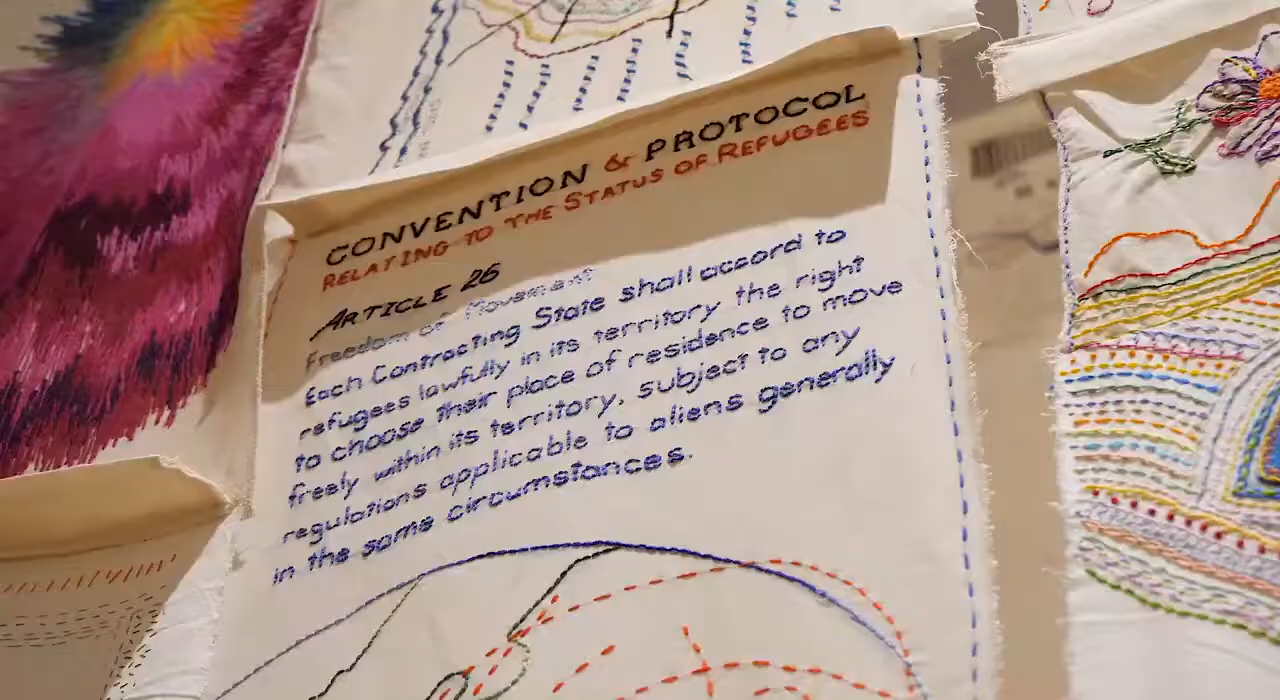 CONVENTION & PROTOCOL
RELATING TO THE STATUS OF REFUGEES
ARTICLE 26
Freedom of Movement
Each Contracting State shall accord to
refugees lawfully in its territory the right
to choose their place of residence to move
freely within its territory, subject to any
regulations applicable to aliens generally
in the same circumstances.